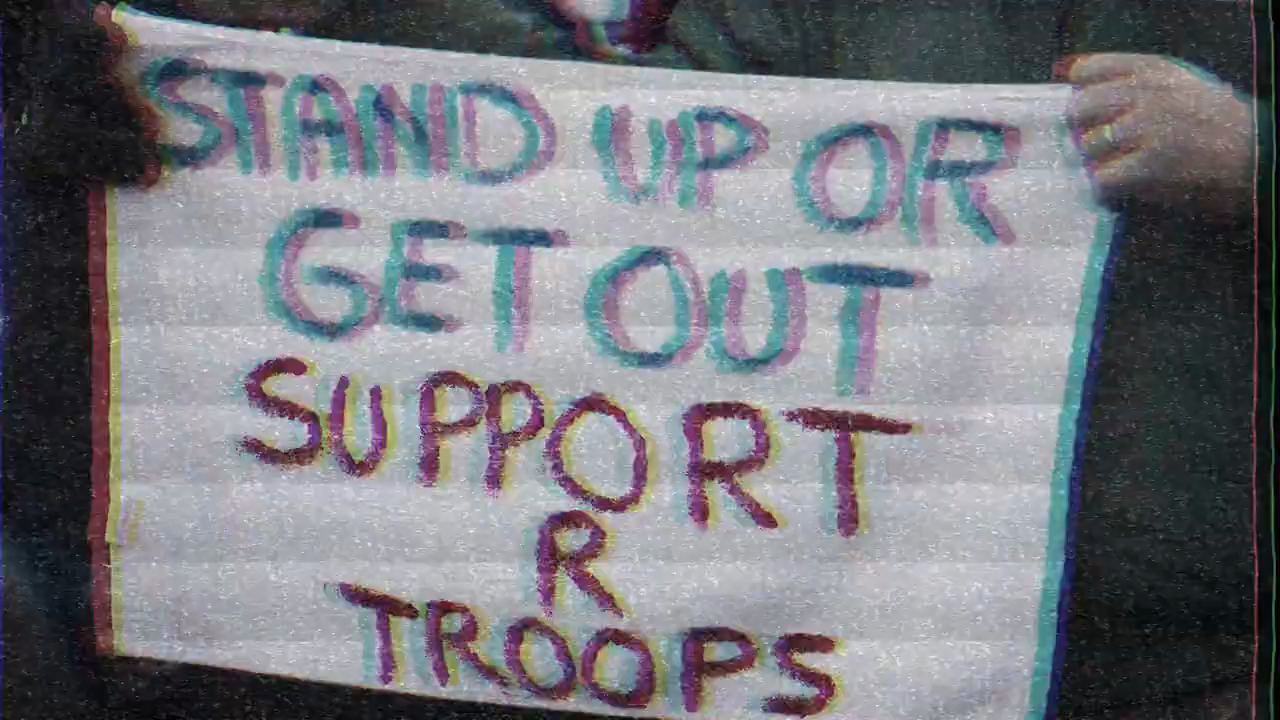 STAND UP OR
GET OUT
SUPPORT
R
TROOPS